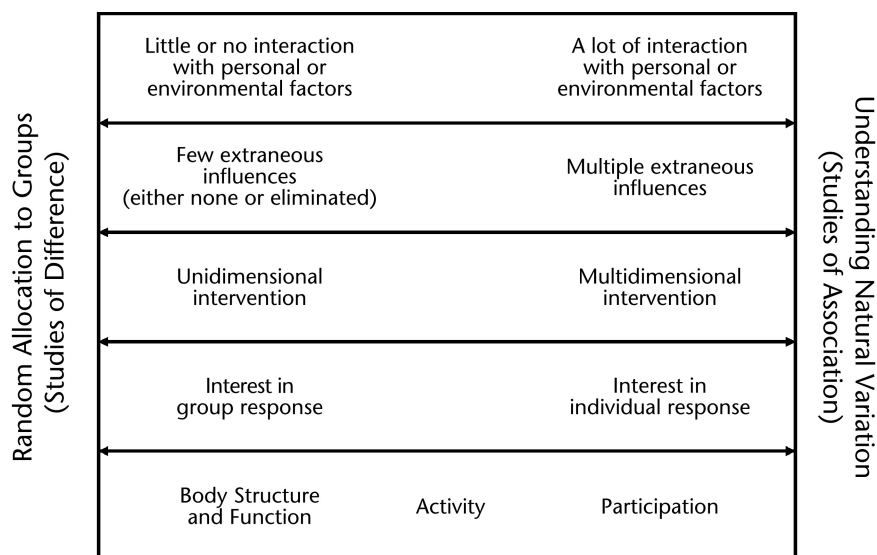 Random Allocation to Groups
(Studies of Difference)
Little or no interaction
with personal or
environmental factors
A lot of interaction
with personal or
environmental factors
Few extraneous
influences
(either none or eliminated)
Multiple extraneous
influences
Unidimensional
intervention
Multidimensional
intervention
Interest in
group response
Interest in
individual response
Body Structure
and Function
Activity
Participation
Understanding Natural Variation
(Studies of Association)